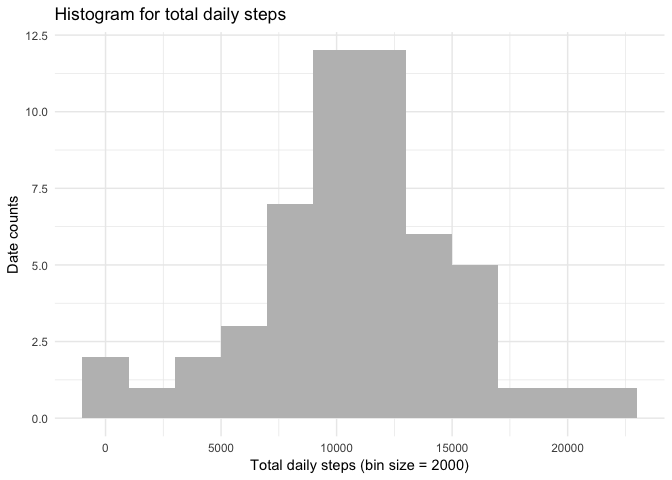 Histogram for total daily steps
12.5
10.0
7.5
5.0
2.5
0.0
Date counts
0 5000 10000 15000 20000
Total daily steps (bin size = 2000)